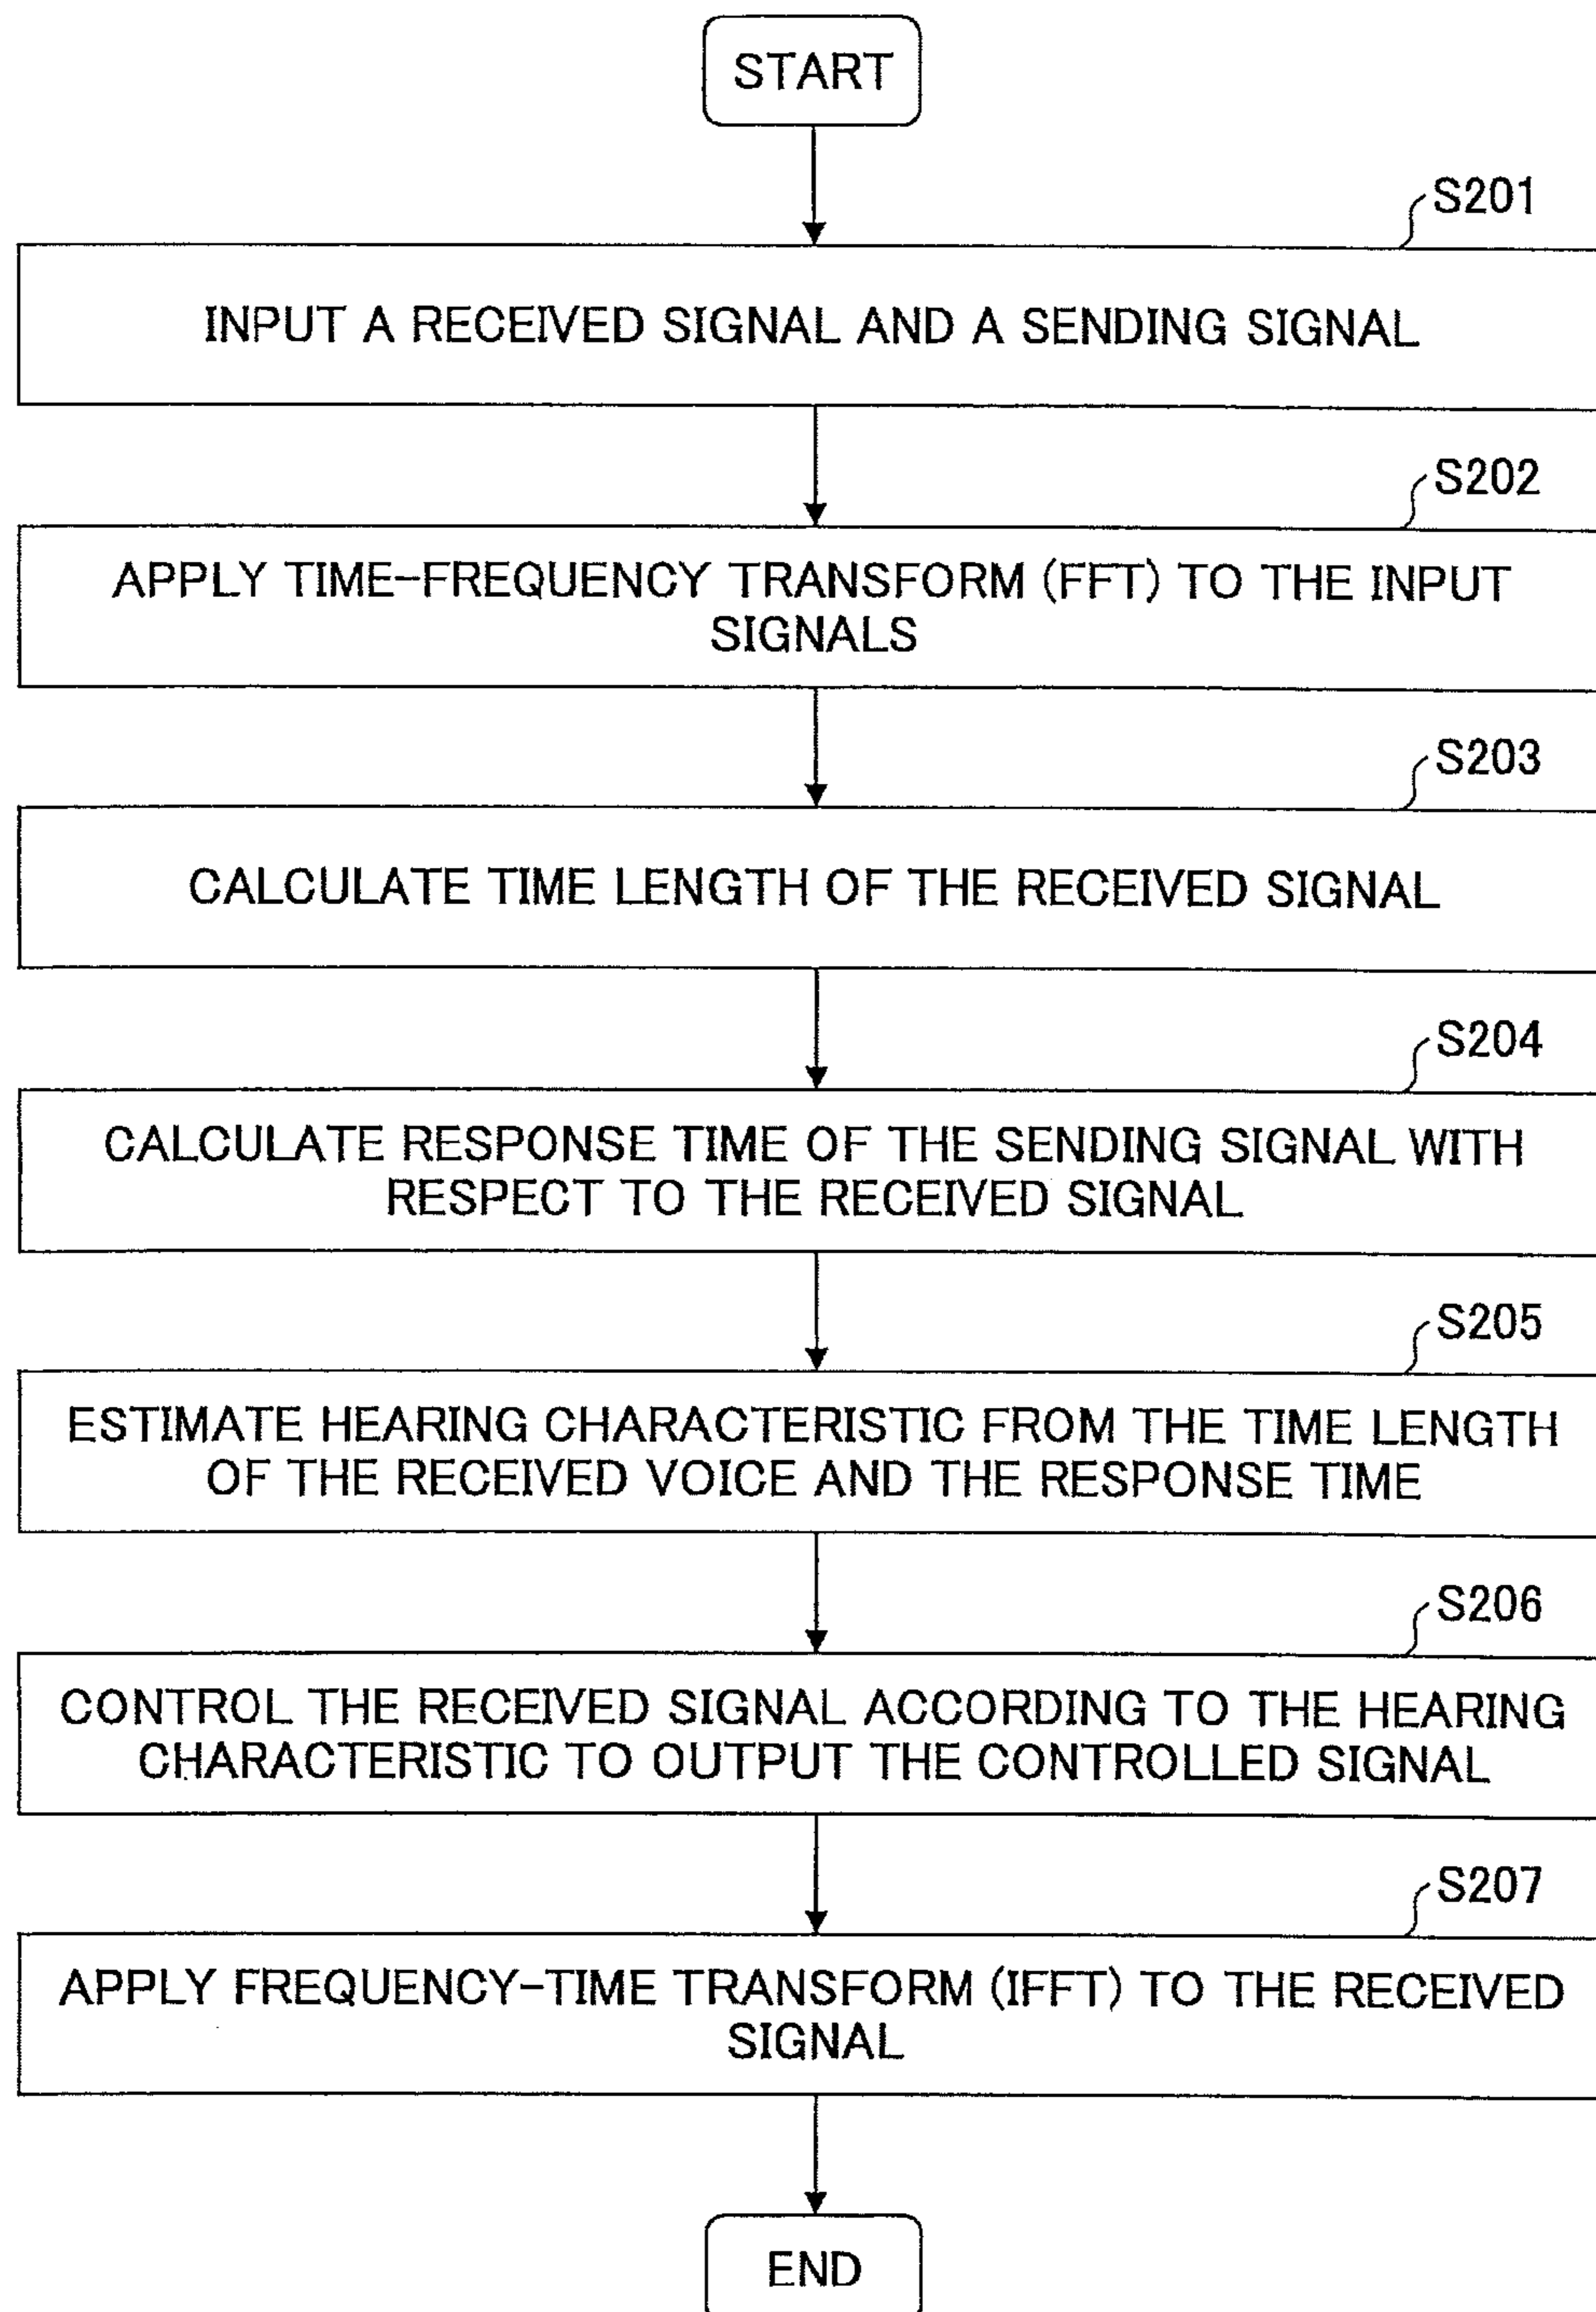 START
S201
INPUT A RECEIVED SIGNAL AND A SENDING SIGNAL
S202
APPLY TIME-FREQUENCY TRANSFORM (FFT) TO THE INPUT
SIGNALS
S203
CALCULATE TIME LENGTH OF THE RECEIVED SIGNAL
S204
CALCULATE RESPONSE TIME OF THE SENDING SIGNAL WITH
RESPECT TO THE RECEIVED SIGNAL
S205
ESTIMATE HEARING CHARACTERISTIC FROM THE TIME LENGTH
OF THE RECEIVED VOICE AND THE RESPONSE TIME
S206
CONTROL THE RECEIVED SIGNAL ACCORDING TO THE HEARING
CHARACTERISTIC TO OUTPUT THE CONTROLLED SIGNAL
S207
APPLY FREQUENCY-TIME TRANSFORM (IFFT) TO THE RECEIVED
SIGNAL
END